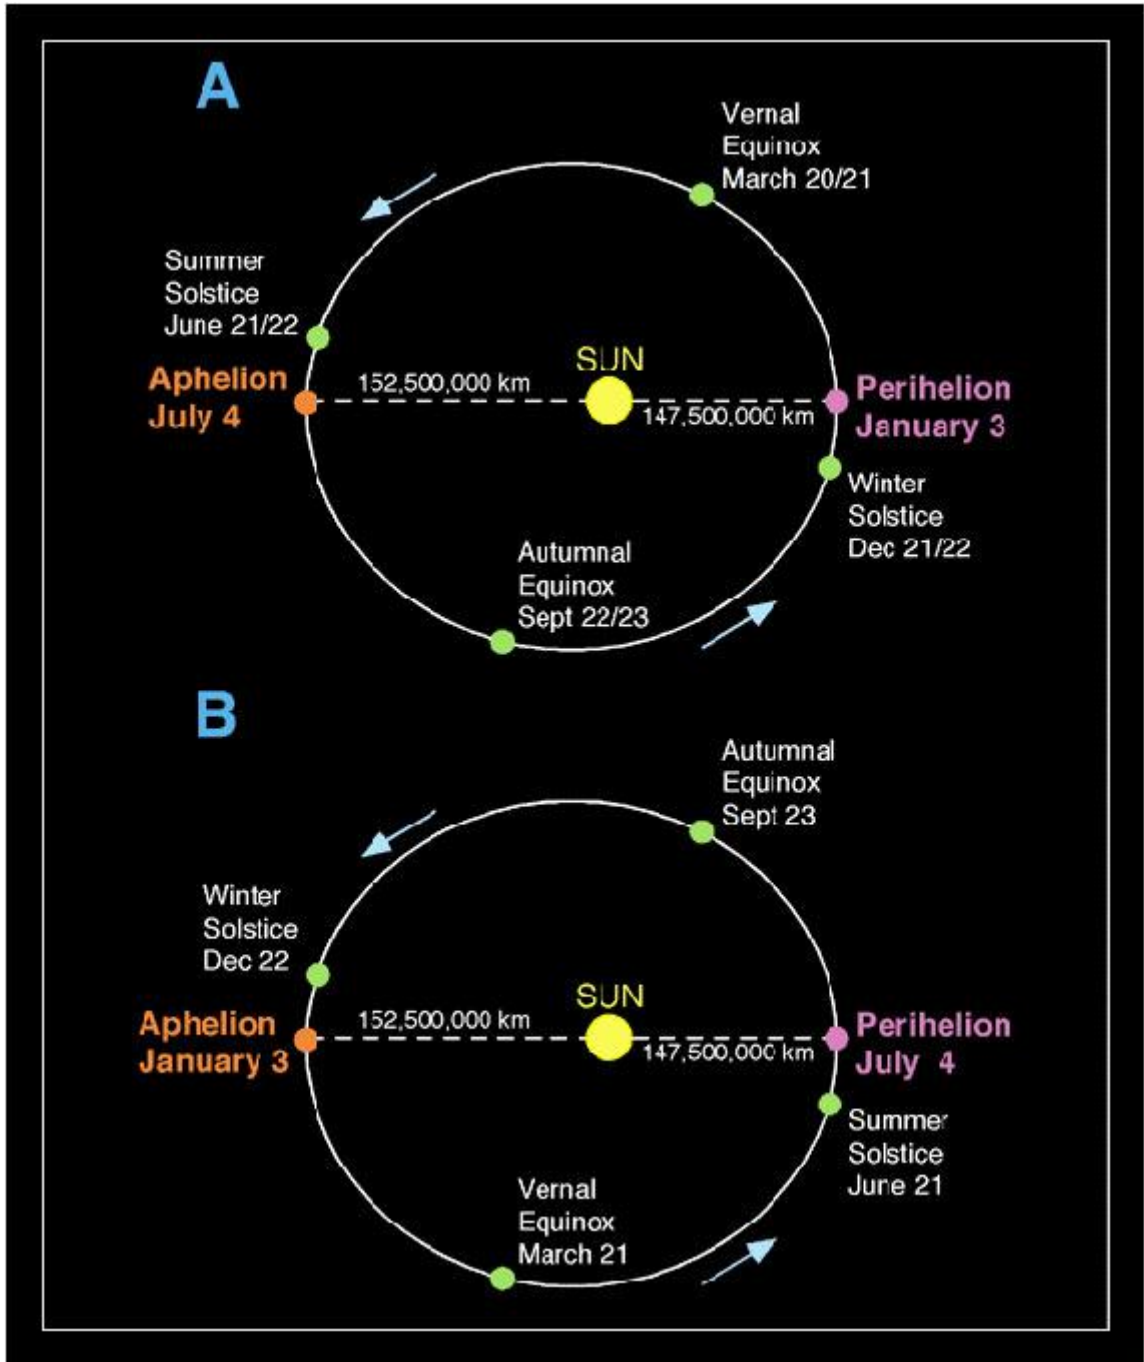 A
Vernal
Equinox
March 20/21
Summer
Solstice
June 21/22
SUN
152,500,000 km
Aphelion
July 4
147,500,000 km
Perihelion
January 3
Winter
Solstice
Dec 21/22
Autumnal
Equinox
Sept 22/23
B
Autumnal
Equinox
Sept 23
Winter
Solstice
Dec 22
SUN
152,500,000 km
Aphelion
January 3
147,500,000 km
Perihelion
July 4
Summer
Solstice
June 21
Vernal
Equinox
March 21